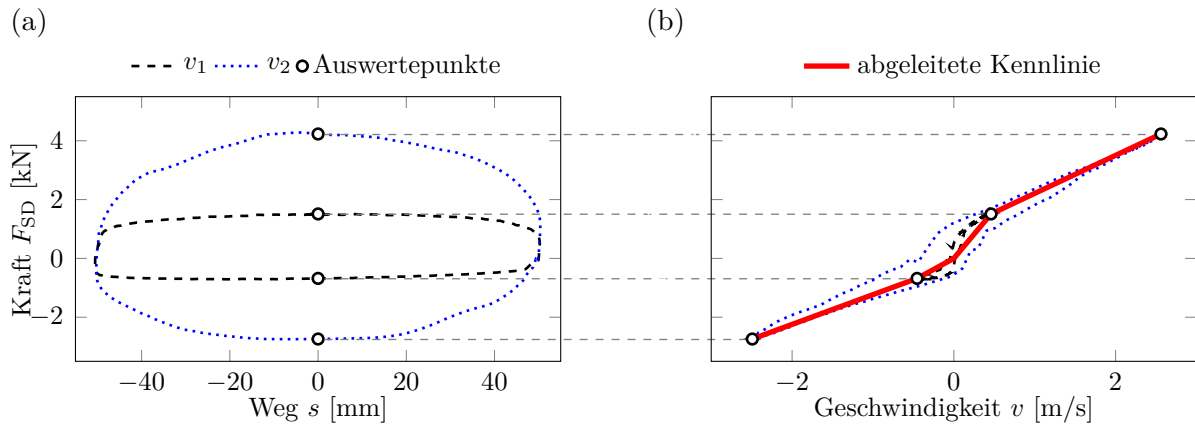 (a)
(b)
v1 v2 Auswertepunkte
abgeleitete Kennlinie
Kraft FSD [kN]
4
2
0
−2
−40 −20 0 20 40
Weg s [mm]
−2 0 2
Geschwindigkeit v [m/s]